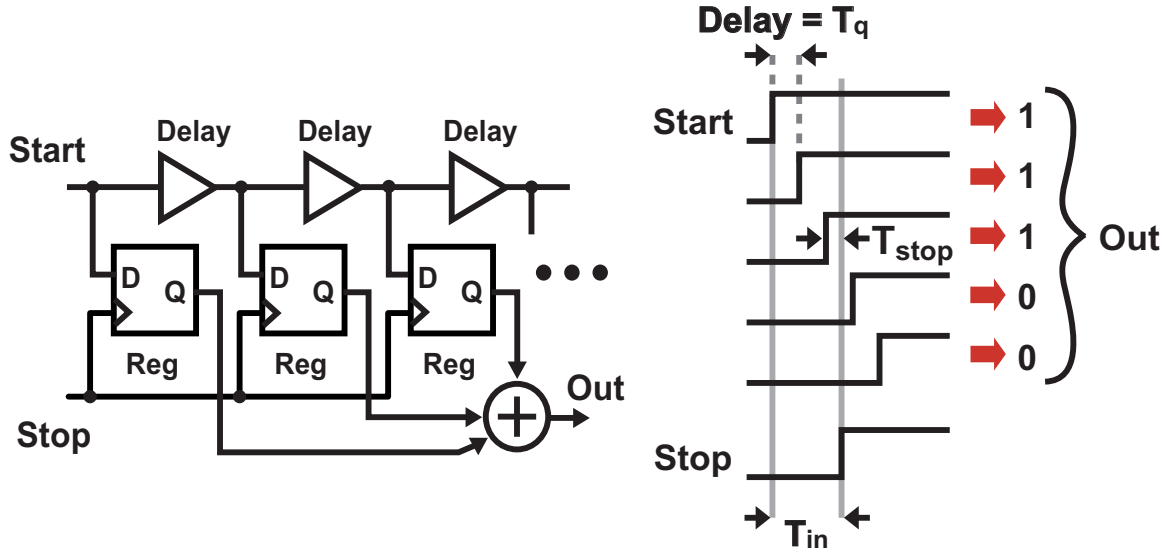 Delay = Tq
Delay Delay Delay
Start
D Q D Q D Q
Reg Reg Reg
Stop
Out
Start
1
1
1
0
0
Tstop
Out
Stop
Tin